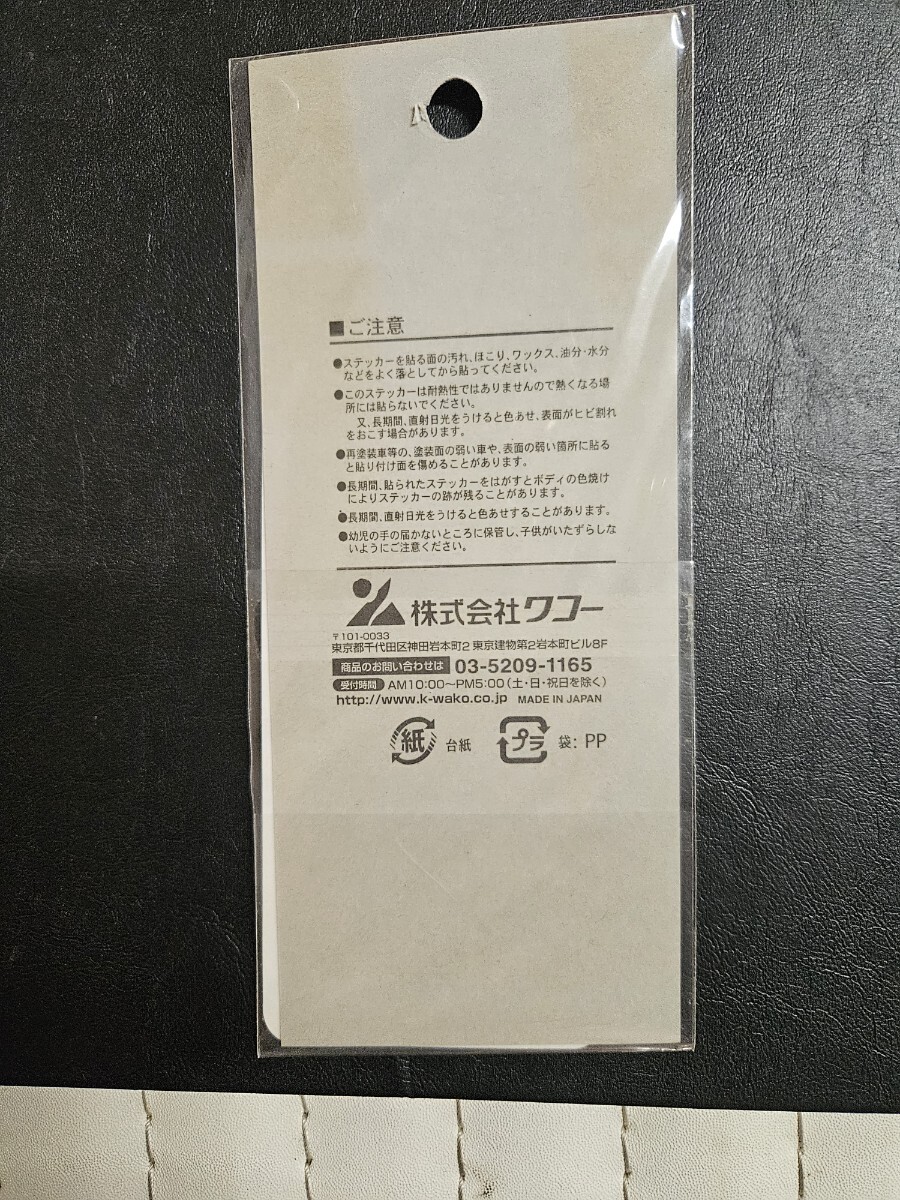 ■ご注意
●ステッカーを貼る面の汚れ、ほこり、ワックス、油分・水分
などをよく落としてから貼ってください。
●このステッカーは耐熱性ではありませんので熱くなる場
所には貼らないでください。
又、長期間、直射日光をうけると色あせ、表面がヒビ割れ
をおこす場合があります。
●再塗装車等の、塗装面の弱い車や、表面の弱い箇所に貼る
と貼り付け面を傷めることがあります。
●長期間、貼られたステッカーをはがすとボディの色焼け
によりステッカーの跡が残ることがあります。
●長期間、直射日光をうけると色あせすることがあります。
●幼児の手の届かないところに保管し、子供がいたずらしな
いようにご注意ください。
株式会社ワコー
〒101-0033
東京都千代田区神田岩本町2 東京建物第2岩本町ビル8F
商品のお問い合わせは 03-5209-1165
受付時間 AM10:00〜PM5:00(土・日・祝日を除く)
http://www.k-wako.co.jp MADE IN JAPAN
紙 台紙 プラ 袋: PP